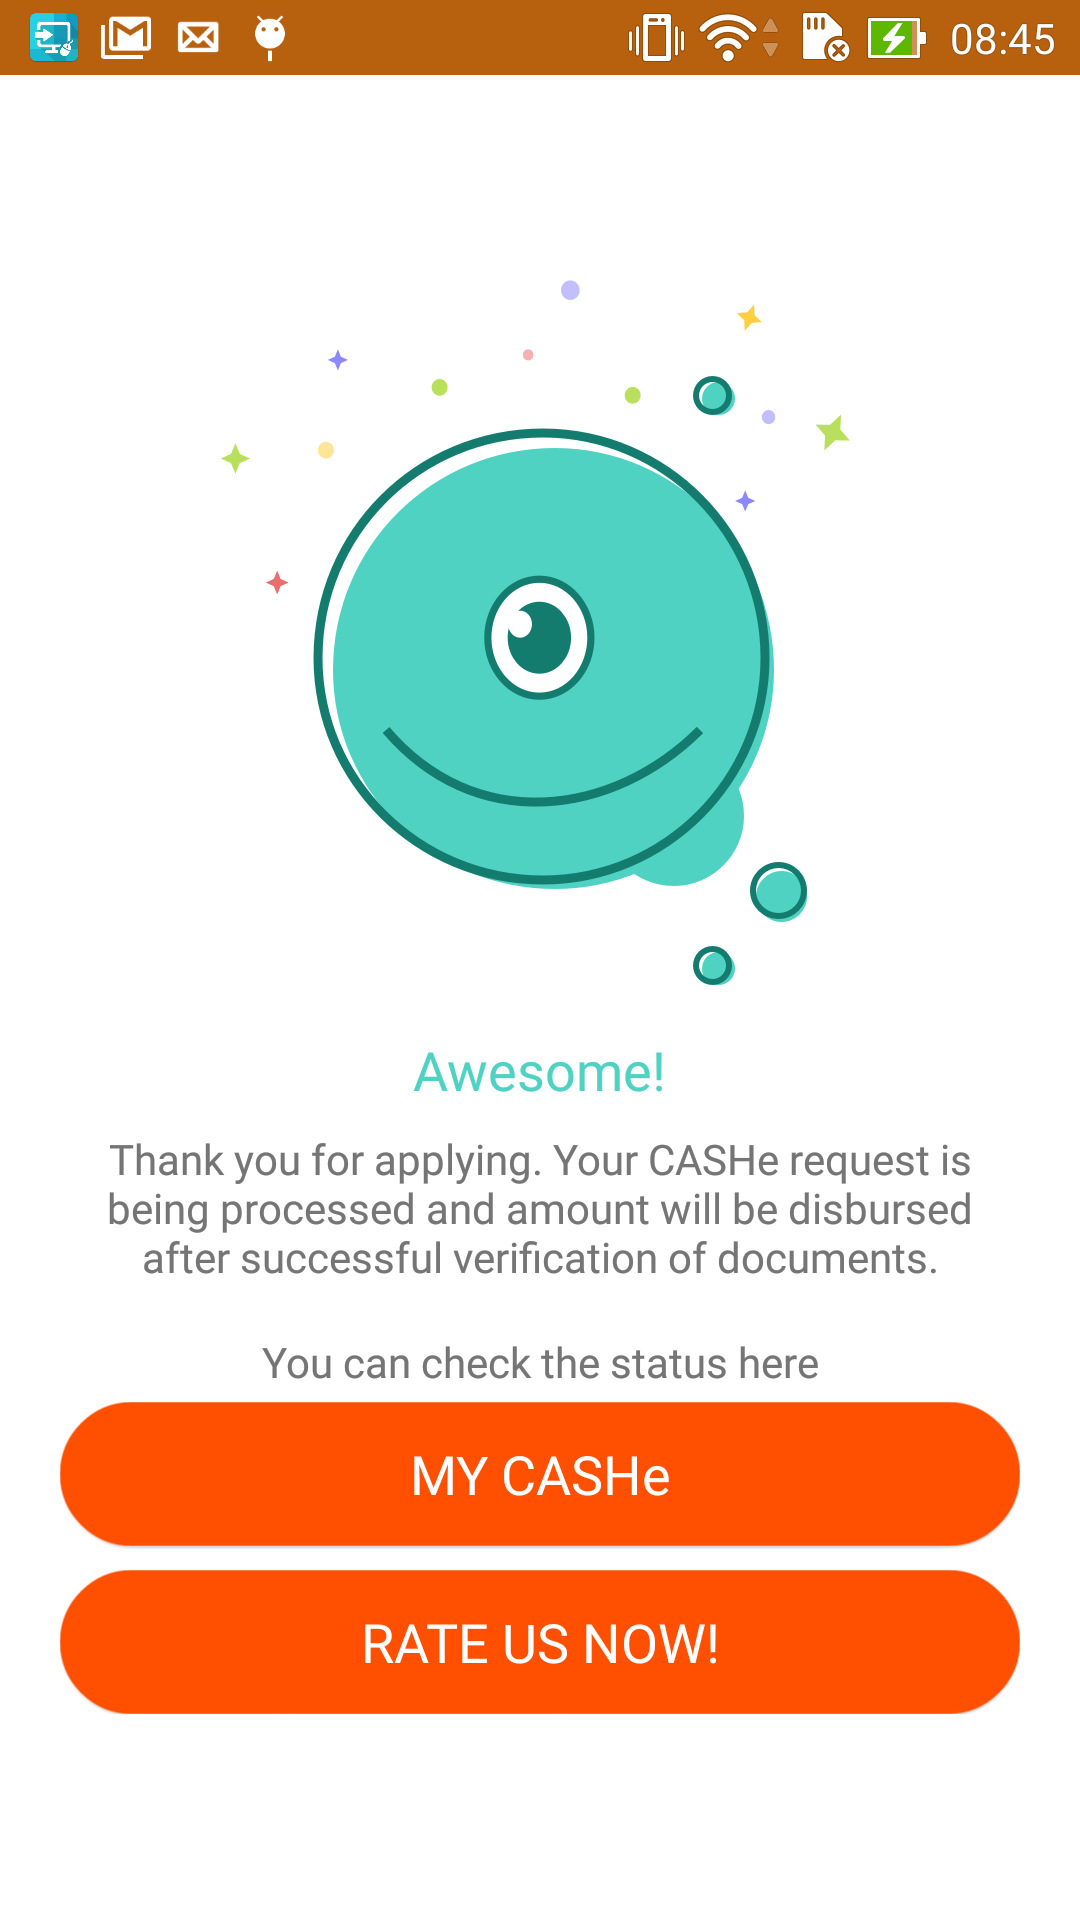 08:45
Awesome!
Thank you for applying. Your CASHe request is
being processed and amount will be disbursed
after successful verification of documents.
You can check the status here
MY CASHe
RATE US NOW!